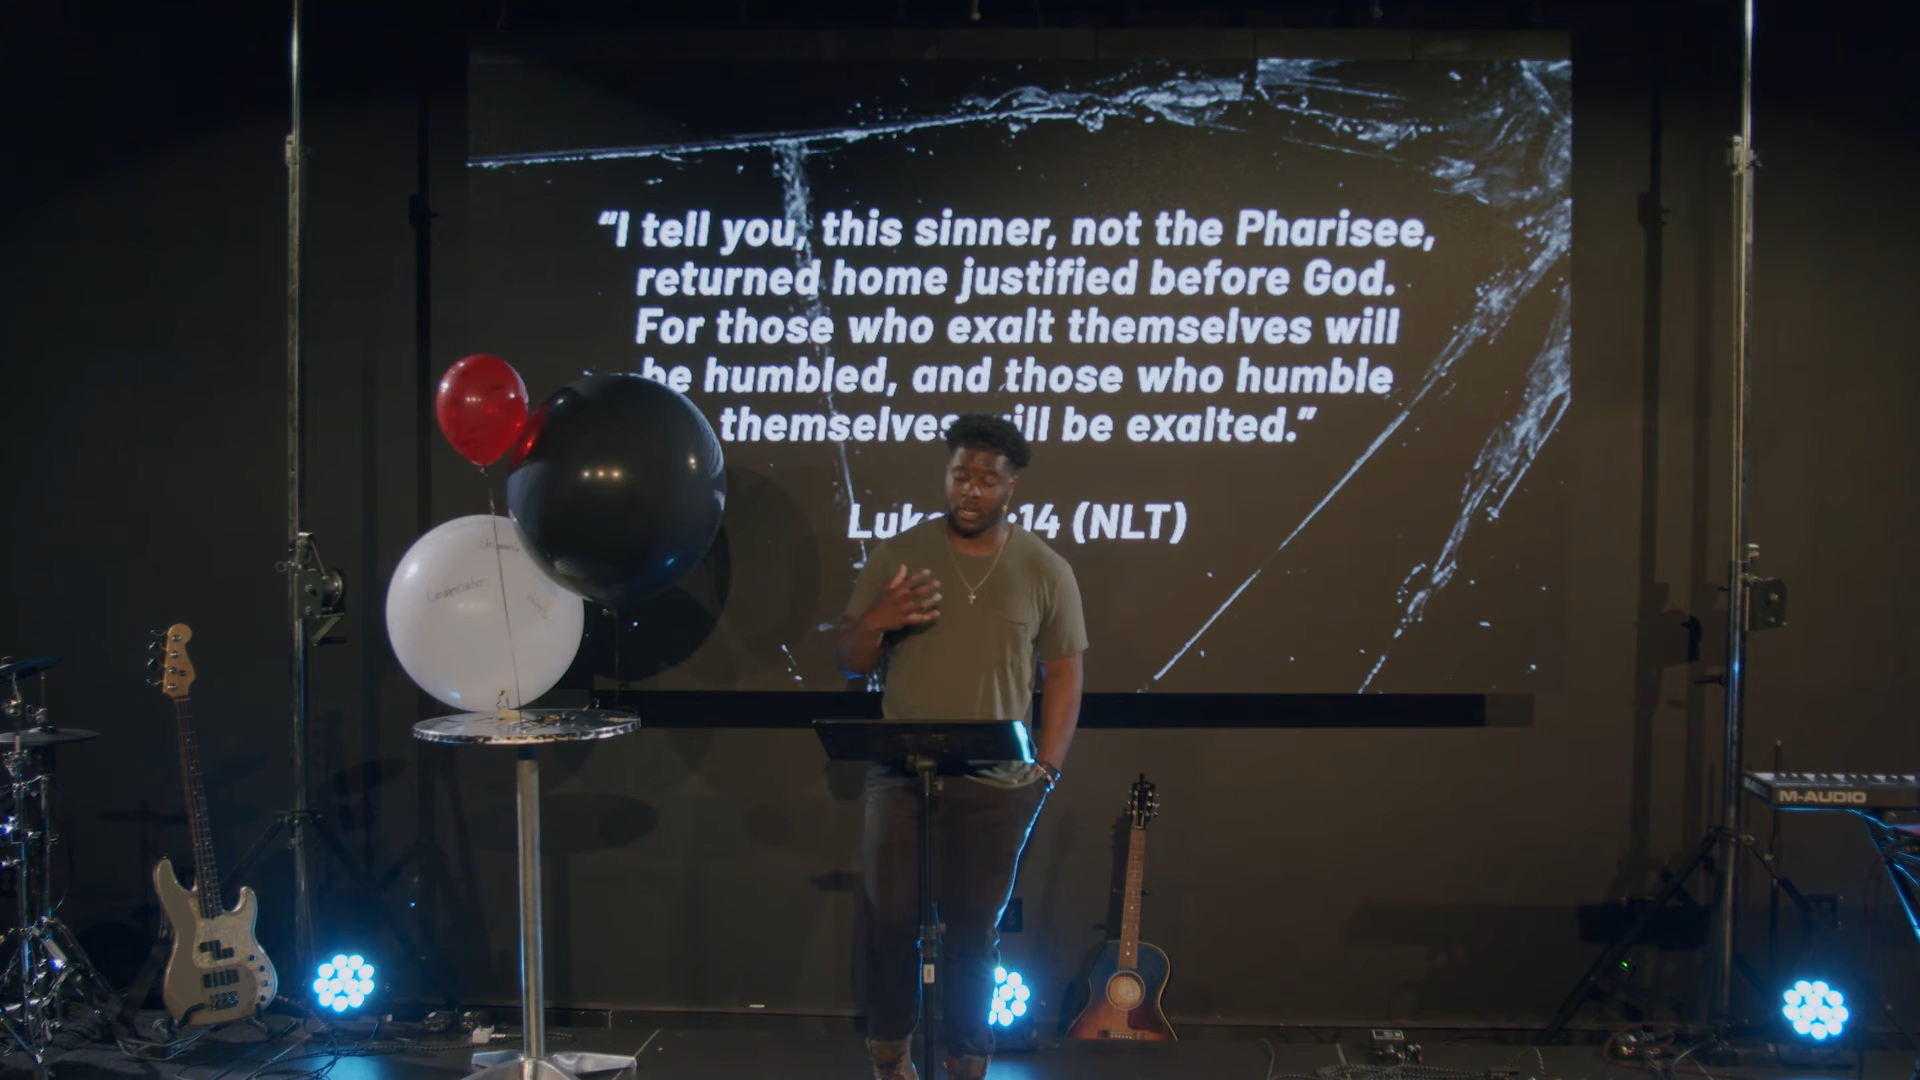 “I tell you, this sinner, not the Pharisee,
returned home justified before God.
For those who exalt themselves will
be humbled, and those who humble
themselves will be exalted.”
:14 (NLT)
M-AUDIO